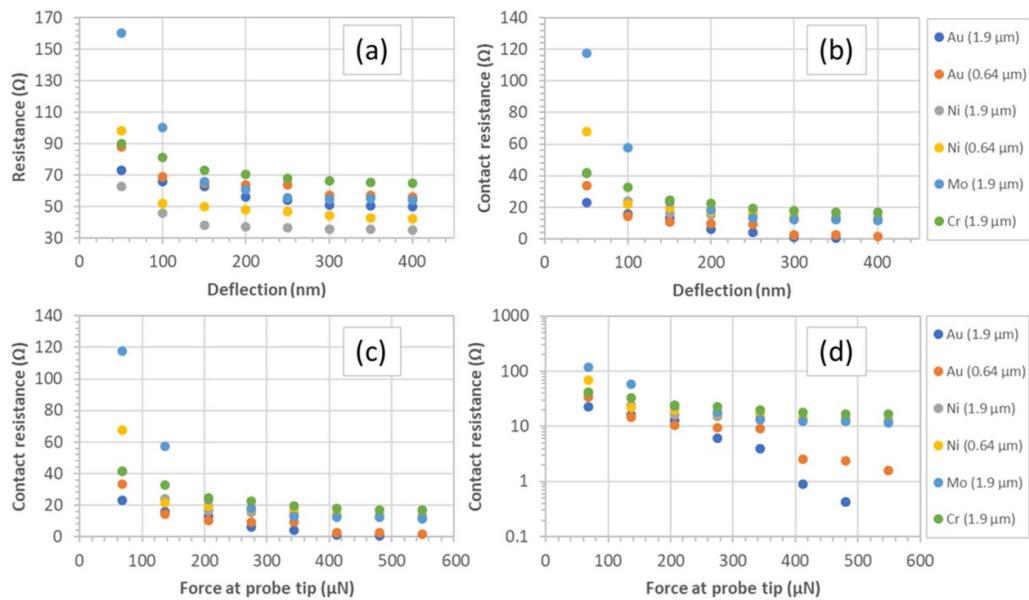 170
150
130
110
90
70
50
30
0
100
200
300
400
Resistance (Ω)
Deflection (nm)
(a)
140
120
100
80
60
40
20
0
0
100
200
300
400
Contact resistance (Ω)
Deflection (nm)
(b)
Au (1.9 μm)
Au (0.64 μm)
Ni (1.9 μm)
Ni (0.64 μm)
Mo (1.9 μm)
Cr (1.9 μm)
140
120
100
80
60
40
20
0
0
100
200
300
400
500
600
Contact resistance (Ω)
Force at probe tip (μN)
(c)
1000
100
10
1
0.1
0
100
200
300
400
500
600
Contact resistance (Ω)
Force at probe tip (μN)
(d)
Au (1.9 μm)
Au (0.64 μm)
Ni (1.9 μm)
Ni (0.64 μm)
Mo (1.9 μm)
Cr (1.9 μm)